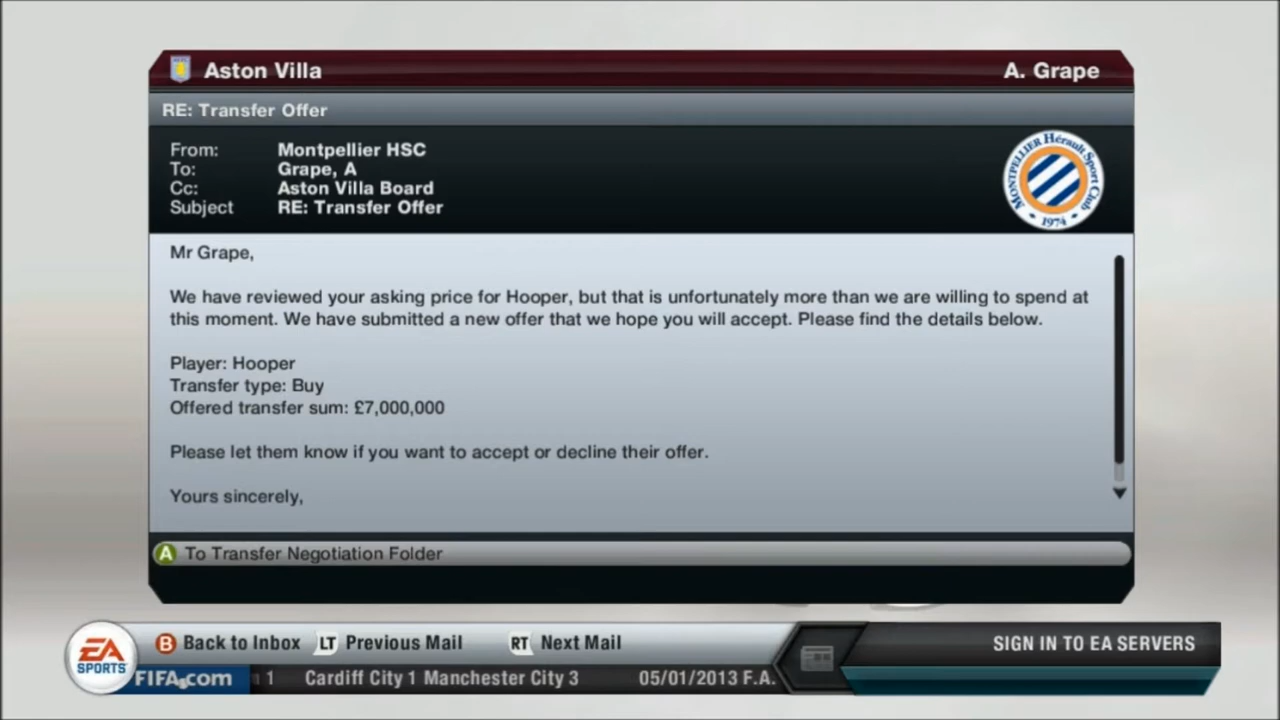 Aston Villa
A. Grape
RE: Transfer Offer
From: Montpellier HSC
To: Grape, A
Cc: Aston Villa Board
Subject RE: Transfer Offer
MONTPELLIER Hérault Sport Club
1974
Mr Grape,
We have reviewed your asking price for Hooper, but that is unfortunately more than we are willing to spend at
this moment. We have submitted a new offer that we hope you will accept. Please find the details below.
Player: Hooper
Transfer type: Buy
Offered transfer sum: £7,000,000
Please let them know if you want to accept or decline their offer.
Yours sincerely,
A To Transfer Negotiation Folder
B Back to Inbox LT Previous Mail RT Next Mail
SIGN IN TO EA SERVERS
EA SPORTS
FIFA.com
1 Cardiff City 1 Manchester City 3 05/01/2013 F.A.